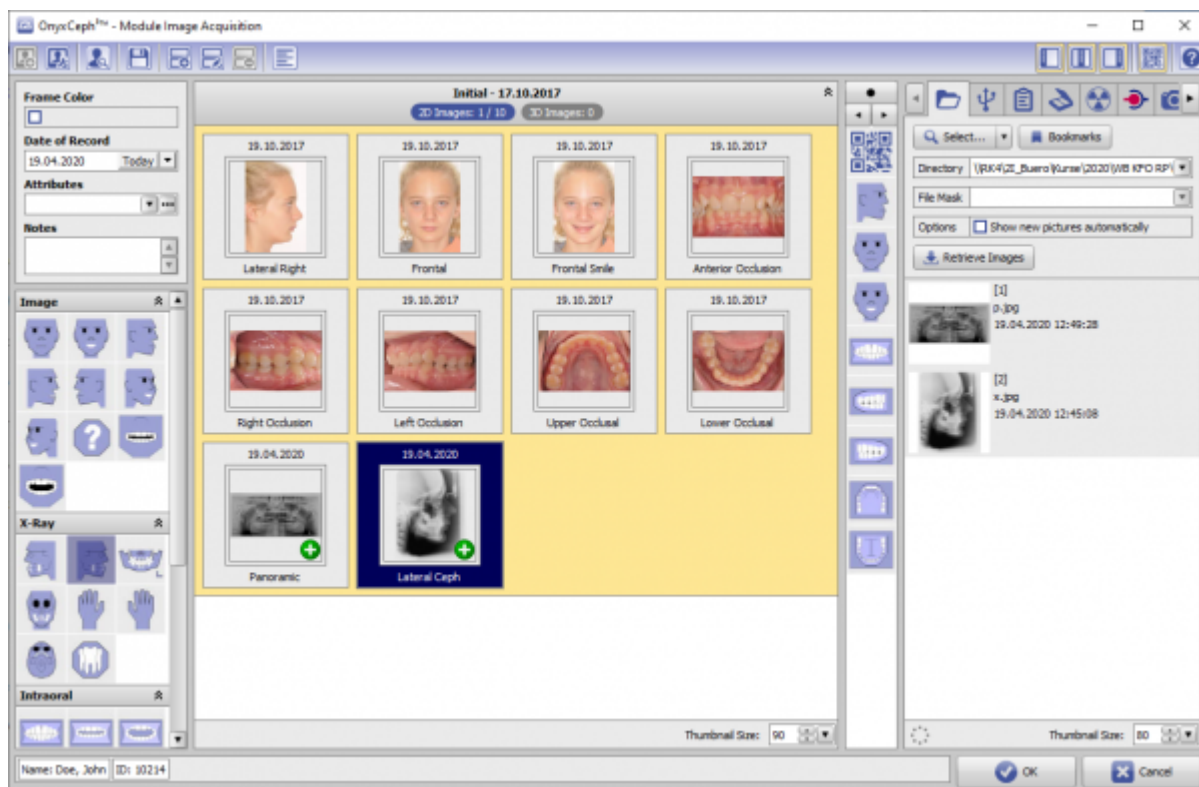 OnyxCeph³™ - Module Image Acquisition
Frame Color
Date of Record
19.04.2020 Today
Attributes
Notes
Image
X-Ray
Intraoral
Initial - 17.10.2017
2D Images: 1 / 10 3D Images: 0
19.10.2017 19.10.2017 19.10.2017 19.10.2017
Lateral Right Frontal Frontal Smile Anterior Occlusion
19.10.2017 19.10.2017 19.10.2017 19.10.2017
Right Occlusion Left Occlusion Upper Occlusal Lower Occlusal
19.04.2020 19.04.2020
Panoramic Lateral Ceph
Thumbnail Size: 90
Select... Bookmarks
Directory
File Mask
Options Show new pictures automatically
Retrieve Images
[1]
p.jpg
19.04.2020 12:49:28
[2]
x.jpg
19.04.2020 12:45:08
Thumbnail Size: 80
Name: Doe, John ID: 10214
OK Cancel